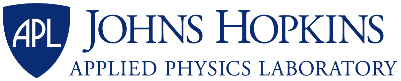 APL
JOHNS HOPKINS
APPLIED PHYSICS LABORATORY